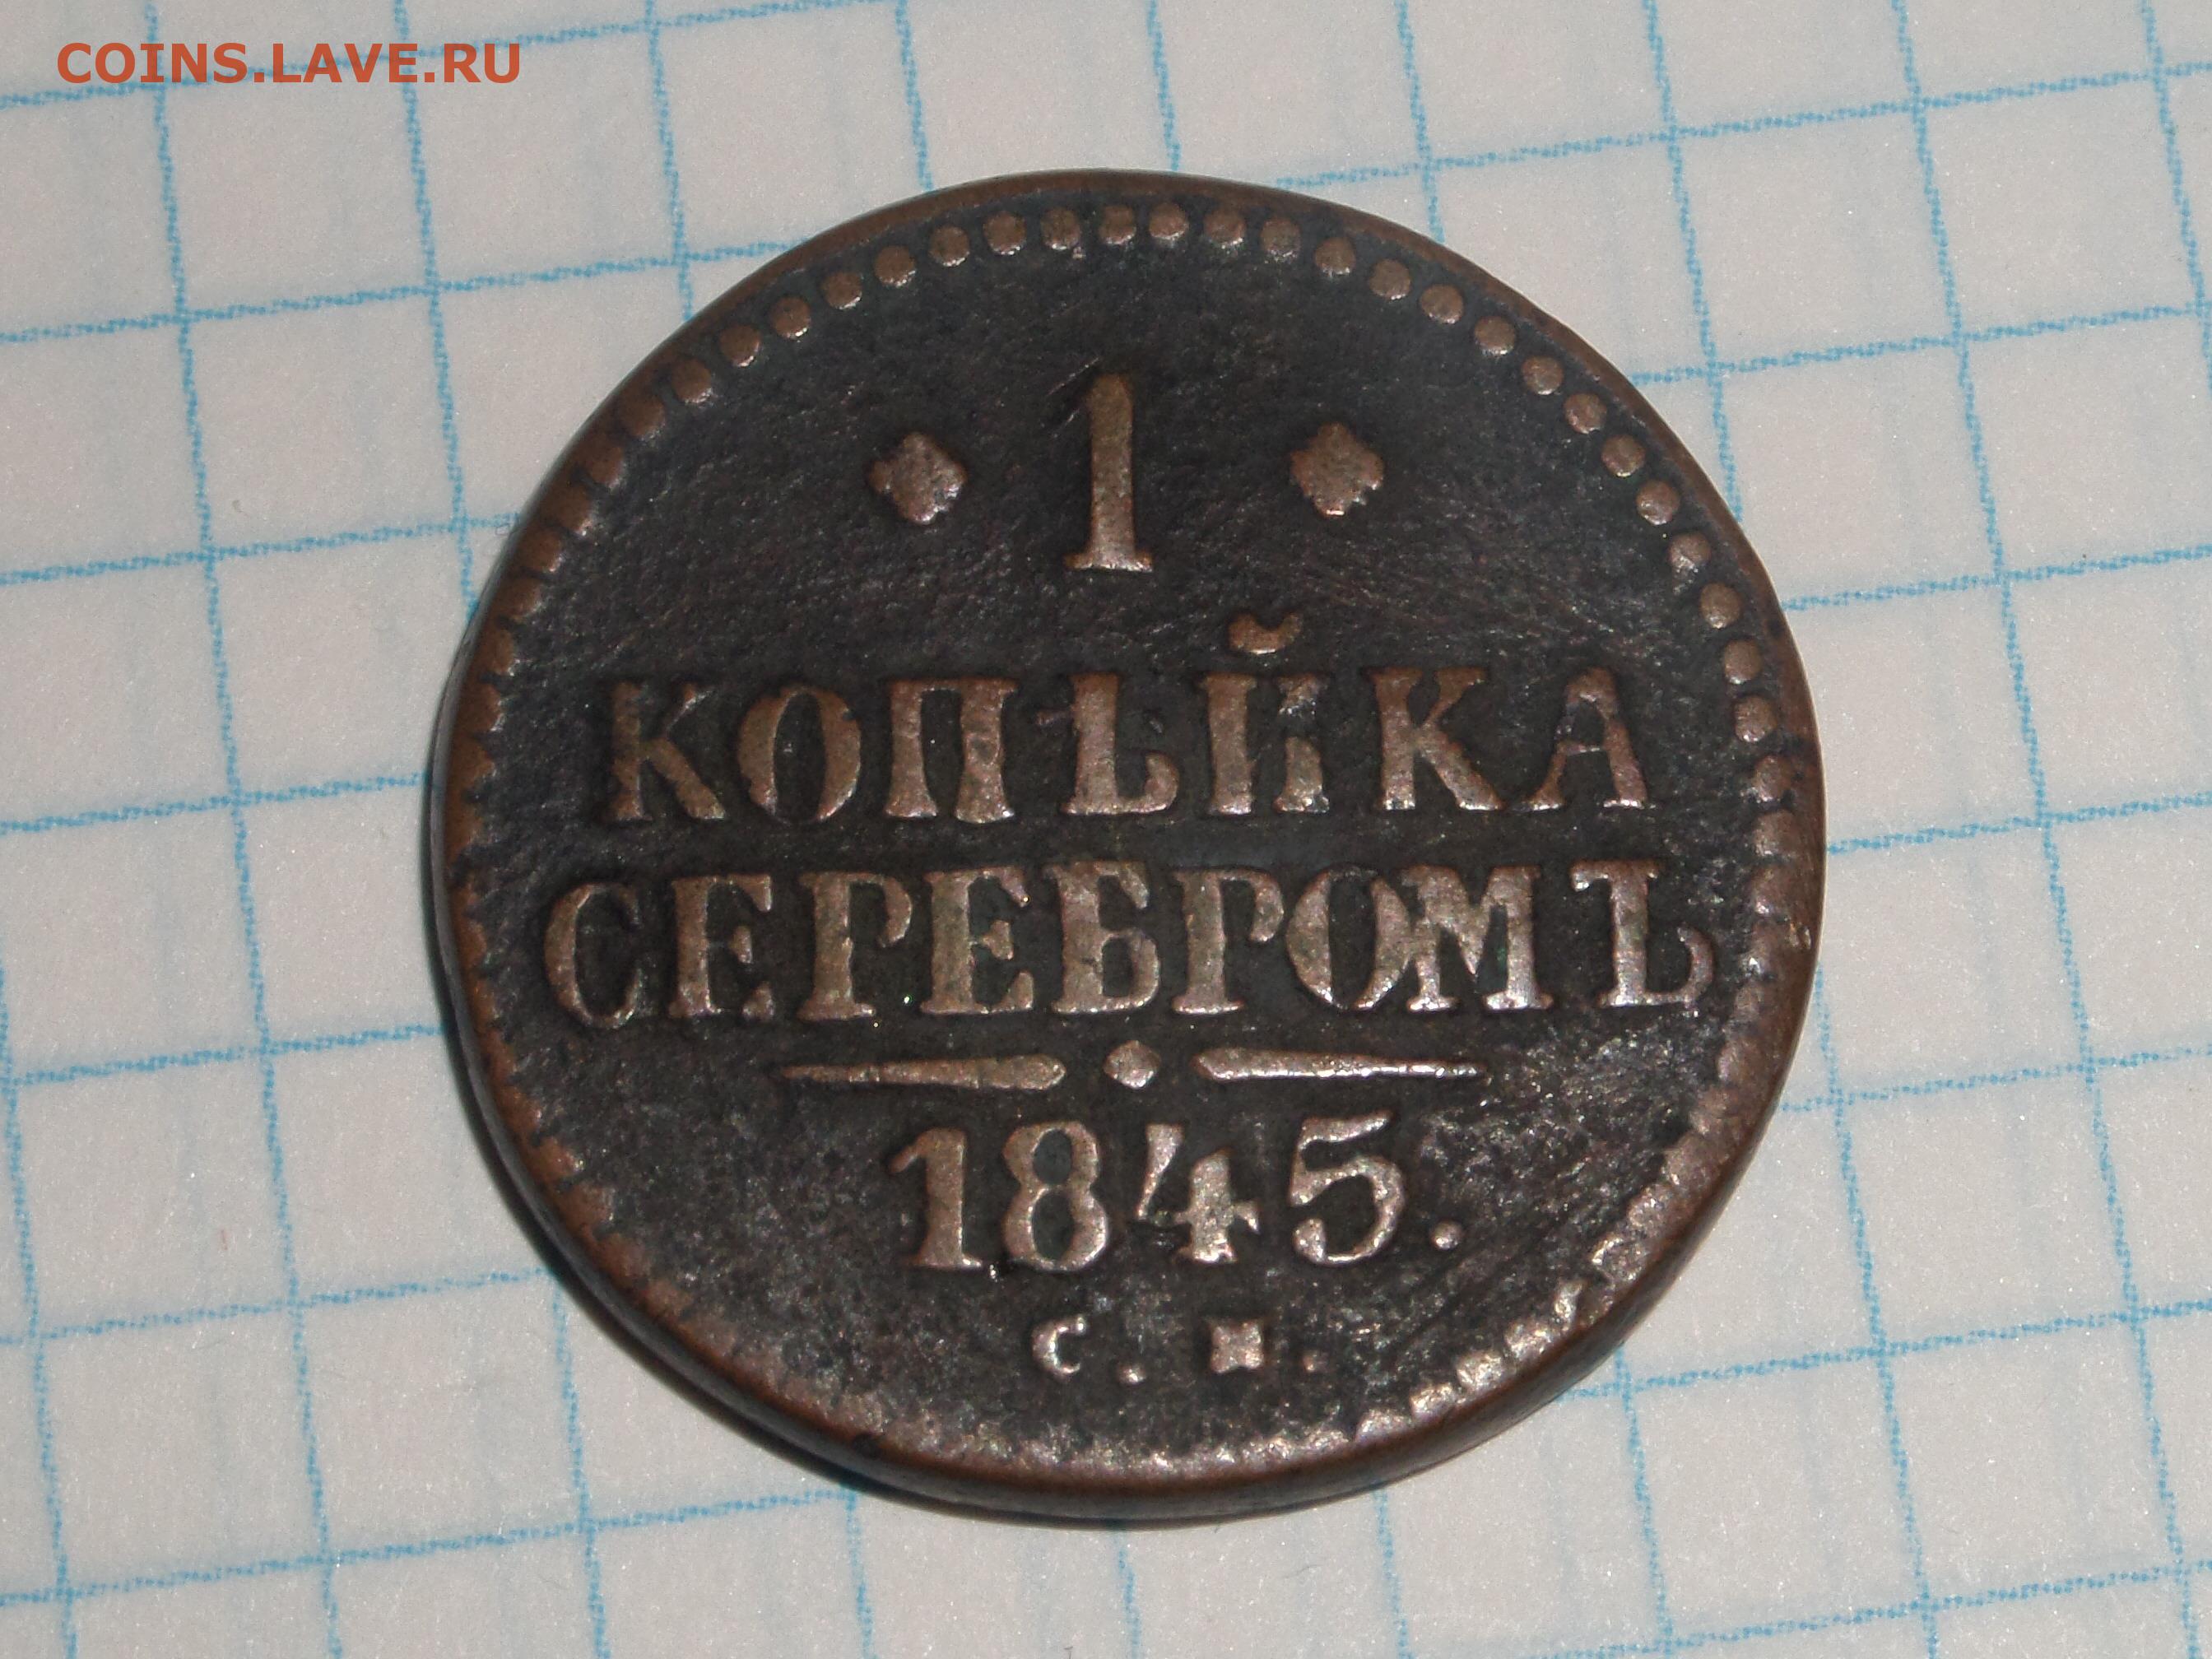 COINS.LAVE.RU
1
КОПѢЙКА
СЕРЕБРОМЪ
1845.
С.М.